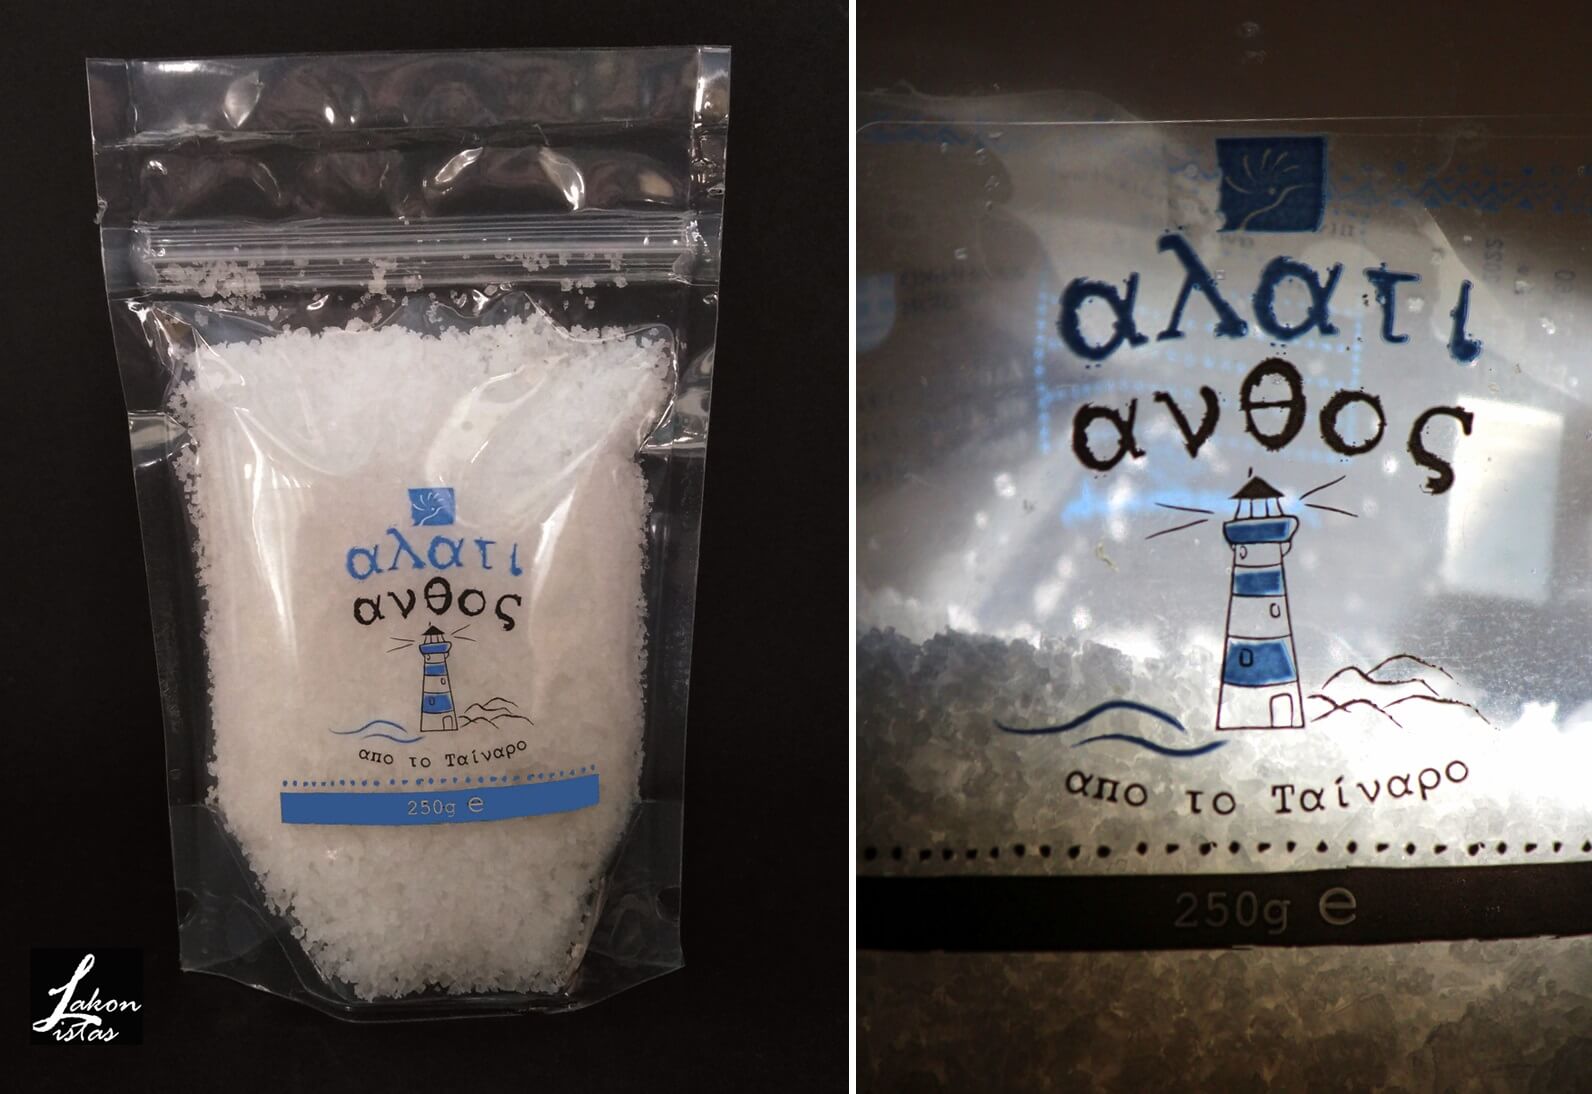 αλατι
ανθος
απο το Ταίναρο
250g e
Lakon
istas
αλατι
ανθος
απο το Ταίναρο
250g e